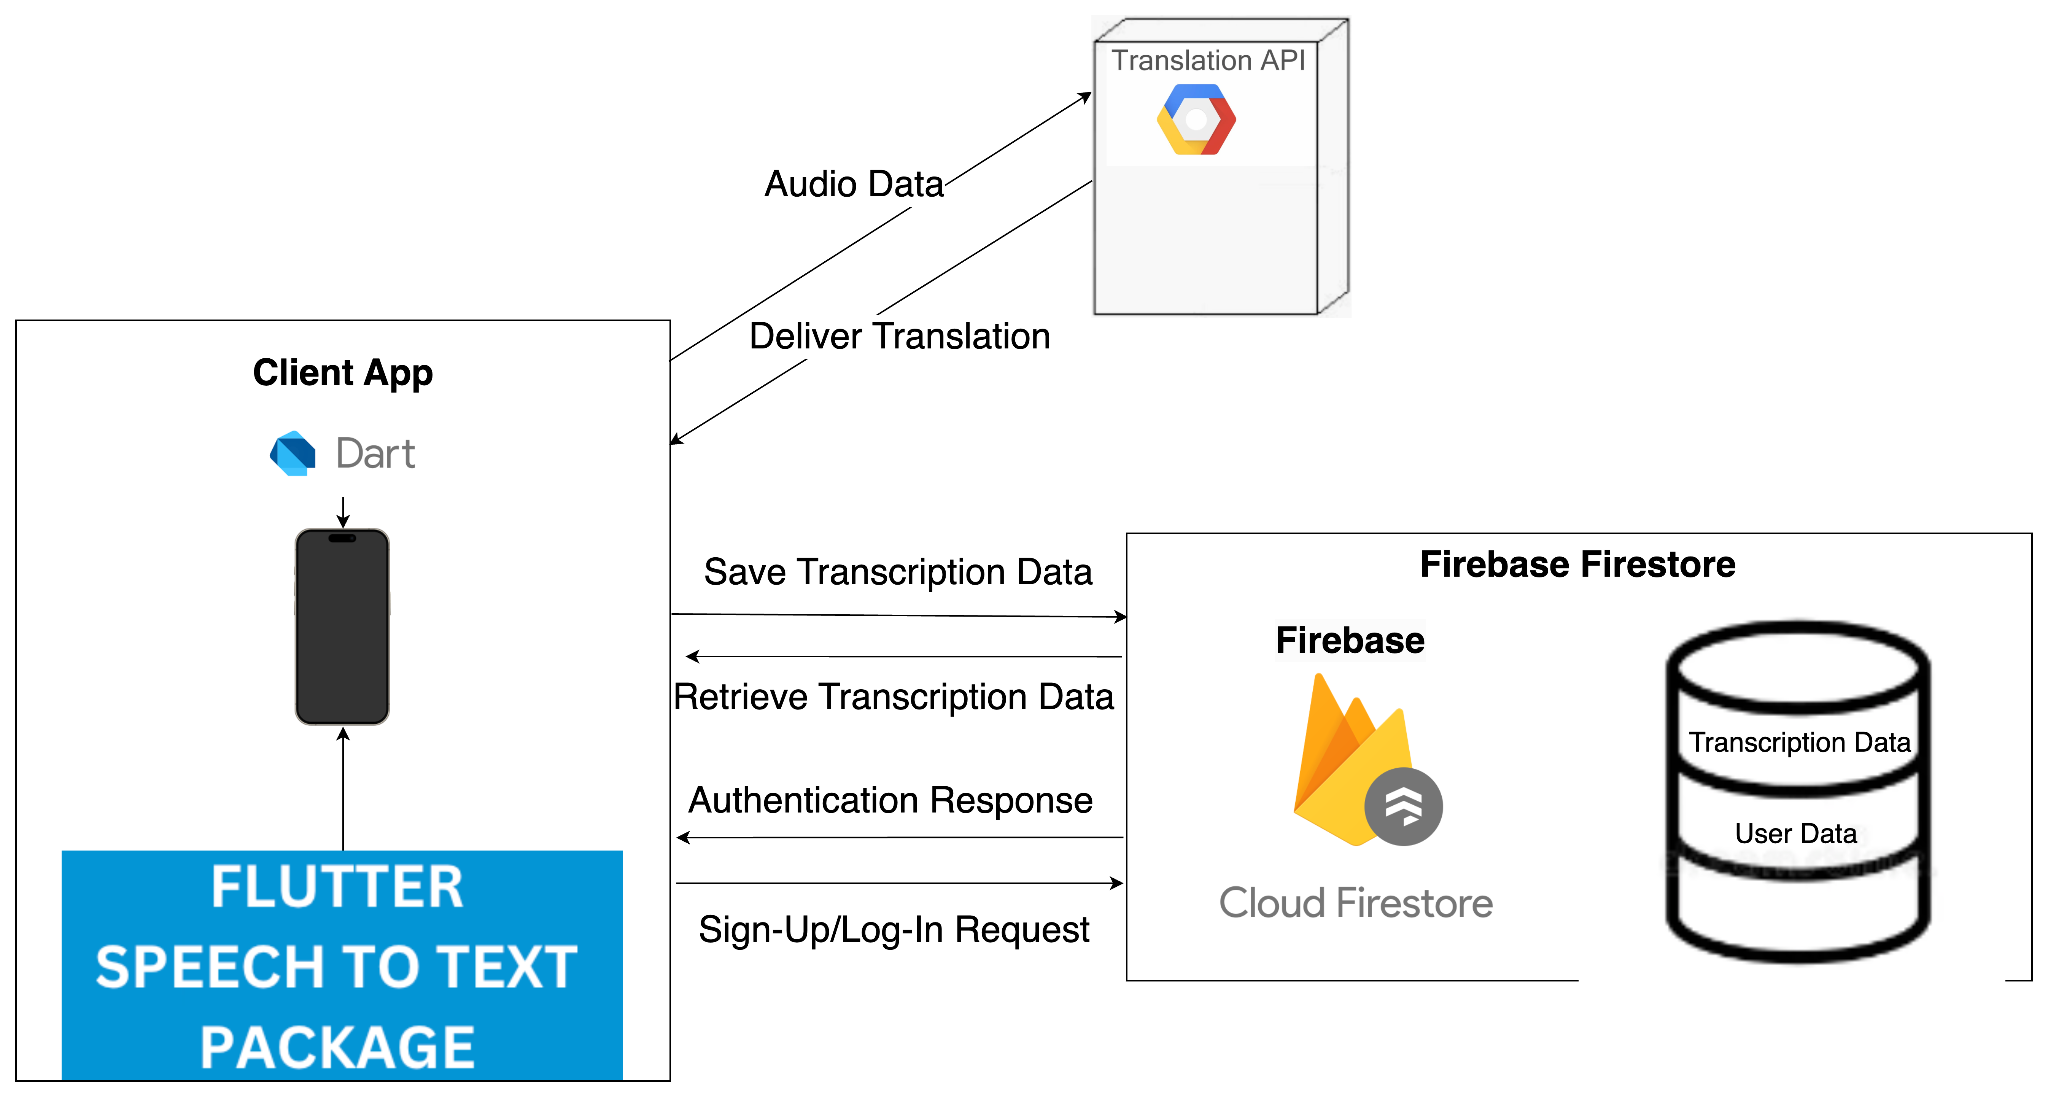 Translation API
Audio Data
Deliver Translation
Client App
Dart
FLUTTER
SPEECH TO TEXT
PACKAGE
Save Transcription Data
Retrieve Transcription Data
Authentication Response
Sign-Up/Log-In Request
Firebase Firestore
Firebase
Cloud Firestore
Transcription Data
User Data